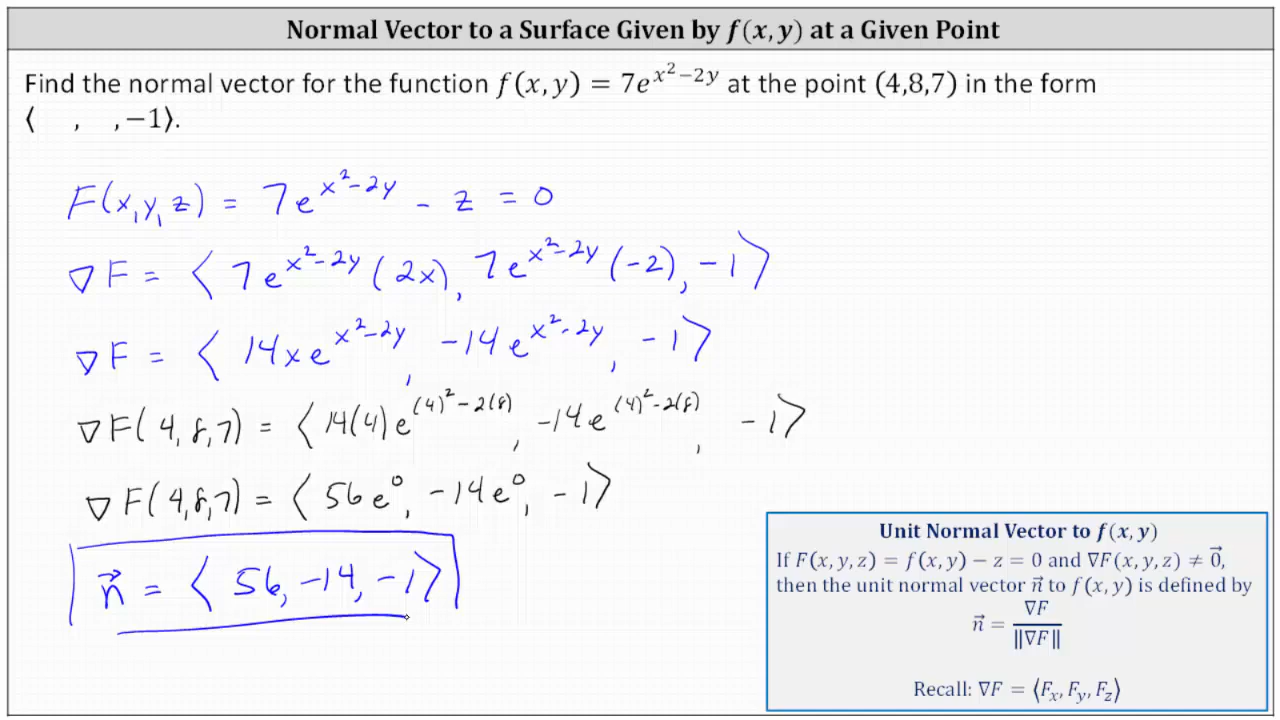 Normal Vector to a Surface Given by f(x, y) at a Given Point
Find the normal vector for the function f(x, y) = 7e^{x²−2y} at the point (4,8,7) in the form
⟨ , , −1⟩.
F(x,y,z) = 7e^{x²−2y} − z = 0
∇F = ⟨7e^{x²−2y}(2x), 7e^{x²−2y}(−2), −1⟩
∇F = ⟨14xe^{x²−2y}, −14e^{x²−2y}, −1⟩
∇F(4,8,7) = ⟨14(4)e^{(4)²−2(8)}, −14e^{(4)²−2(8)}, −1⟩
∇F(4,8,7) = ⟨56e⁰, −14e⁰, −1⟩
n⃗ = ⟨56, −14, −1⟩
Unit Normal Vector to f(x, y)
If F(x, y, z) = f(x, y) − z = 0 and ∇F(x, y, z) ≠ 0⃗,
then the unit normal vector n⃗ to f(x, y) is defined by
n⃗ = ∇F / ‖∇F‖
Recall: ∇F = ⟨Fₓ, F_y, F_z⟩